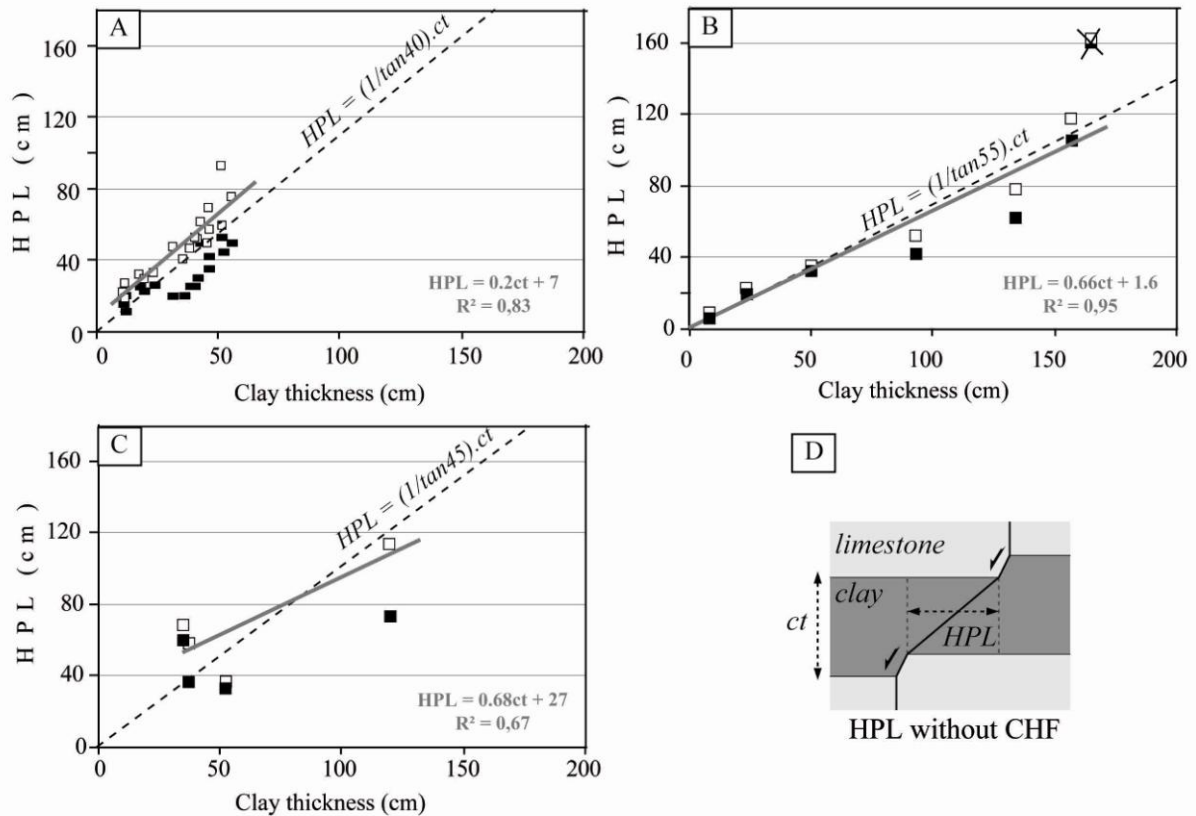 A
H P L (cm)
160
120
80
40
0
HPL = (1/tan40).ct
HPL = 0.2ct + 7
R² = 0,83
0 50 100 150 200
Clay thickness (cm)
B
H P L (cm)
160
120
80
40
0
HPL = (1/tan55).ct
HPL = 0.66ct + 1.6
R² = 0,95
0 50 100 150 200
Clay thickness (cm)
C
H P L (cm)
160
120
80
40
0
HPL = (1/tan45).ct
HPL = 0.68ct + 27
R² = 0,67
0 50 100 150 200
Clay thickness (cm)
D
limestone
clay
ct
HPL
HPL without CHF